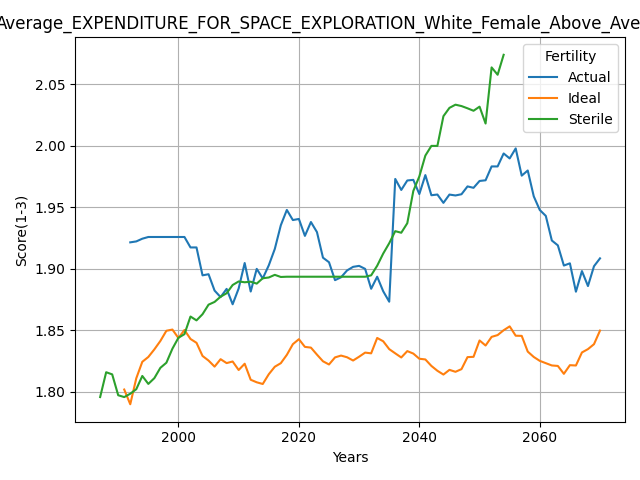 Average_EXPENDITURE_FOR_SPACE_EXPLORATION_White_Female_Above_Ave
Fertility
Actual
Ideal
Sterile
Score(1-3)
2.05
2.00
1.95
1.90
1.85
1.80
2000 2020 2040 2060
Years